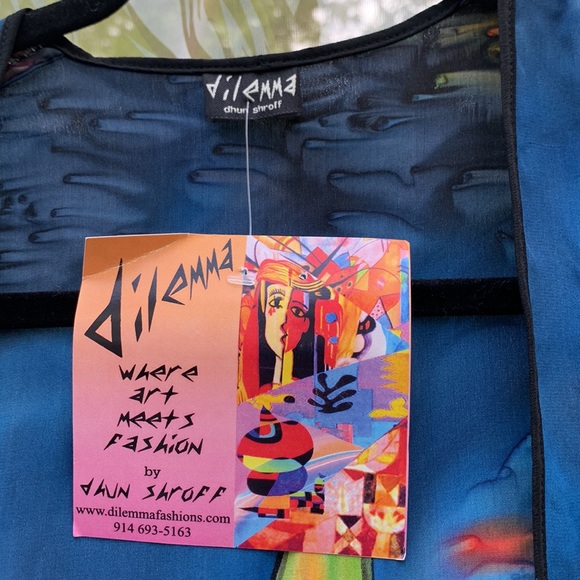 dilemma
dhun shroff
dilemma
where
art
meets
fashion
by
dhun shroff
www.dilemmafashions.com
914 693-5163